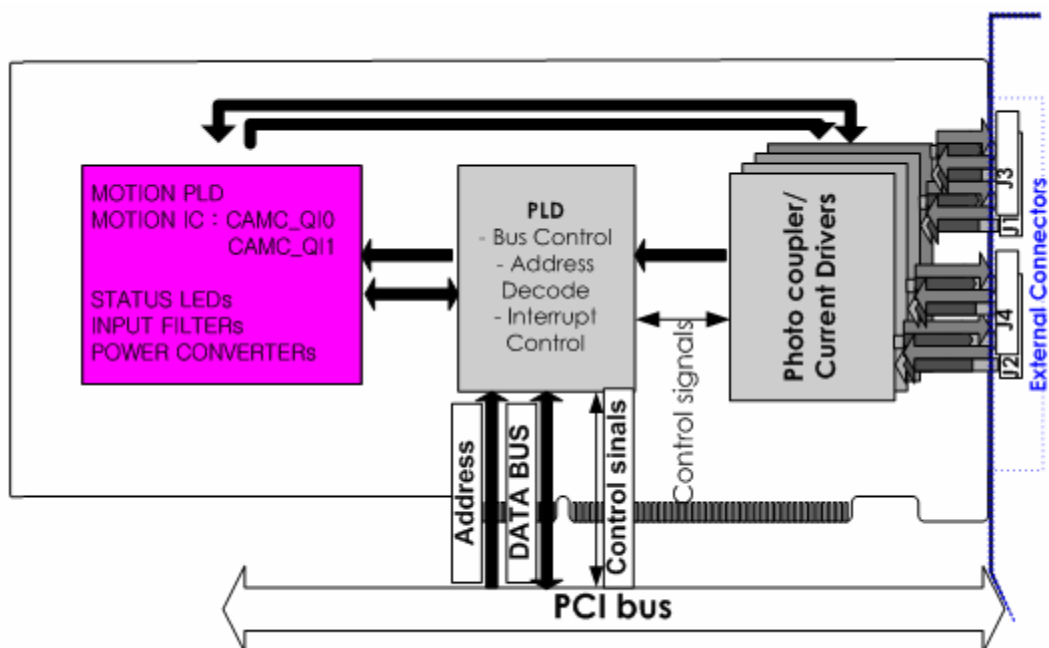 MOTION PLD
MOTION IC : CAMC_QI0
CAMC_QI1
STATUS LEDs
INPUT FILTERs
POWER CONVERTERs
PLD
- Bus Control
- Address
Decode
- Interrupt
Control
Photo coupler/
Current Drivers
Control signals
J3
J1
J4
J2
External Connectors
Address
DATA BUS
Control sinals
PCI bus